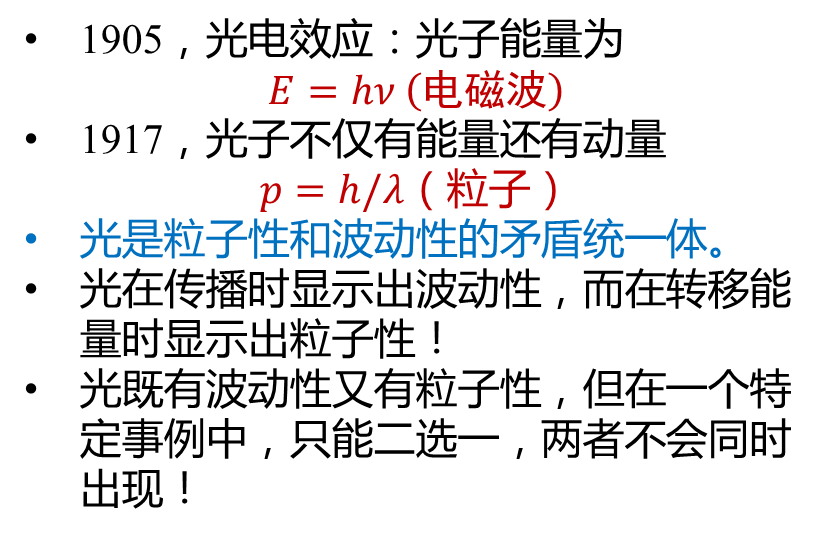 • 1905，光电效应：光子能量为
E = hν (电磁波)
• 1917，光子不仅有能量还有动量
p = h/λ（粒子）
• 光是粒子性和波动性的矛盾统一体。
• 光在传播时显示出波动性，而在转移能
量时显示出粒子性！
• 光既有波动性又有粒子性，但在一个特
定事例中，只能二选一，两者不会同时
出现！